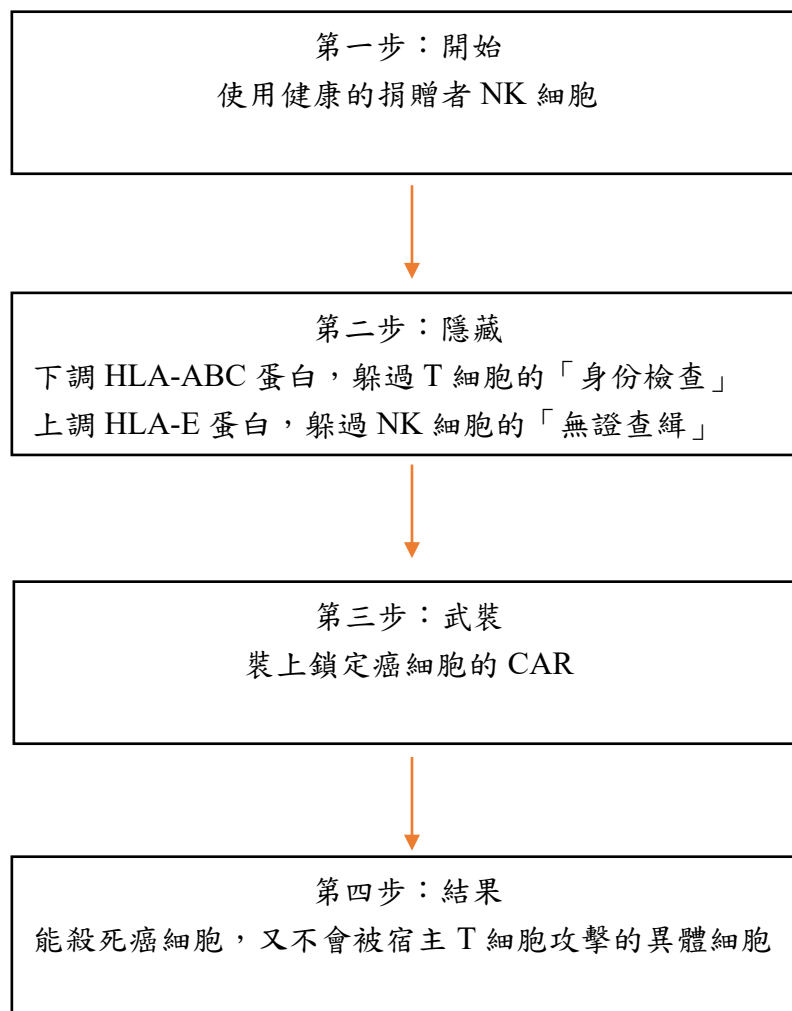 第一步：開始
使用健康的捐贈者 NK 細胞
第二步：隱藏
下調 HLA-ABC 蛋白，躲過 T 細胞的「身份檢查」
上調 HLA-E 蛋白，躲過 NK 細胞的「無證查緝」
第三步：武裝
裝上鎖定癌細胞的 CAR
第四步：結果
能殺死癌細胞，又不會被宿主 T 細胞攻擊的異體細胞